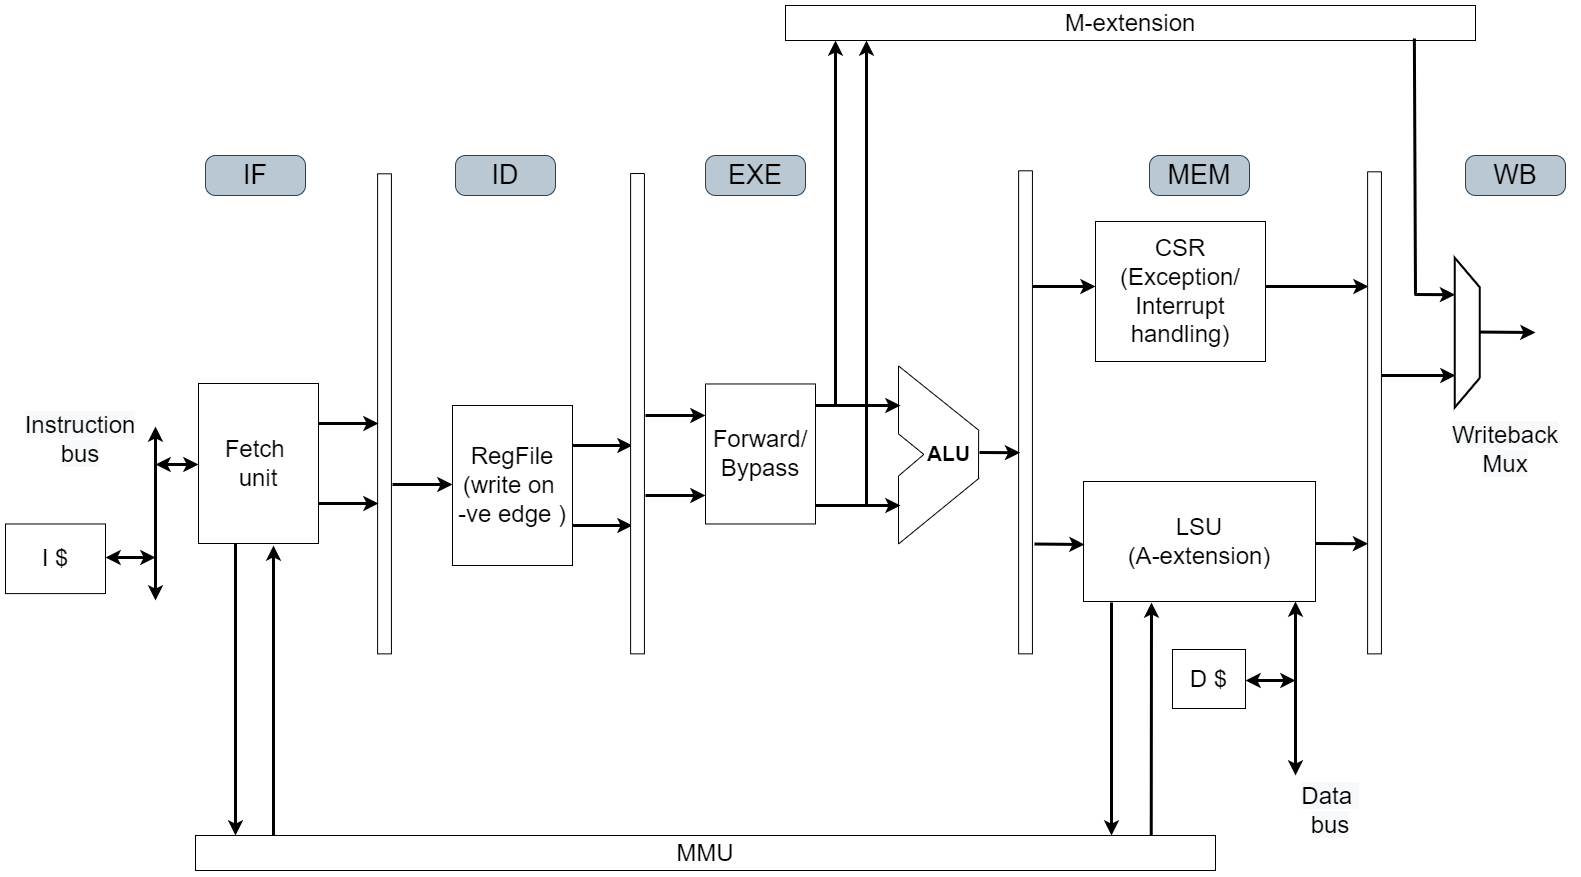 M-extension
IF
ID
EXE
MEM
WB
CSR
(Exception/
Interrupt
handling)
Instruction
bus
Fetch
unit
RegFile
(write on
-ve edge )
Forward/
Bypass
ALU
Writeback
Mux
I $
LSU
(A-extension)
D $
Data
bus
MMU